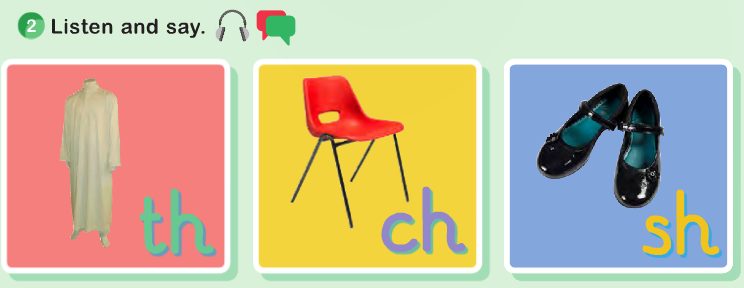 2 Listen and say.
th
ch
sh